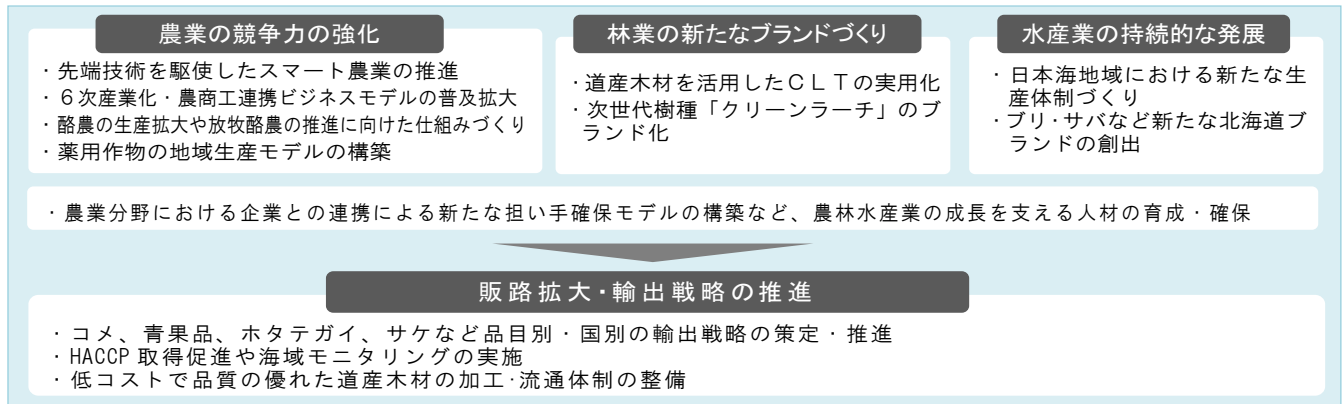 農業の競争力の強化
・先端技術を駆使したスマート農業の推進
・６次産業化・農商工連携ビジネスモデルの普及拡大
・酪農の生産拡大や放牧酪農の推進に向けた仕組みづくり
・薬用作物の地域生産モデルの構築
林業の新たなブランドづくり
・道産木材を活用したＣＬＴの実用化
・次世代樹種「クリーンラーチ」のブ
ランド化
水産業の持続的な発展
・日本海地域における新たな生
産体制づくり
・ブリ・サバなど新たな北海道ブ
ランドの創出
・農業分野における企業との連携による新たな担い手確保モデルの構築など、農林水産業の成長を支える人材の育成・確保
販路拡大・輸出戦略の推進
・コメ、青果品、ホタテガイ、サケなど品目別・国別の輸出戦略の策定・推進
・HACCP 取得促進や海域モニタリングの実施
・低コストで品質の優れた道産木材の加工・流通体制の整備